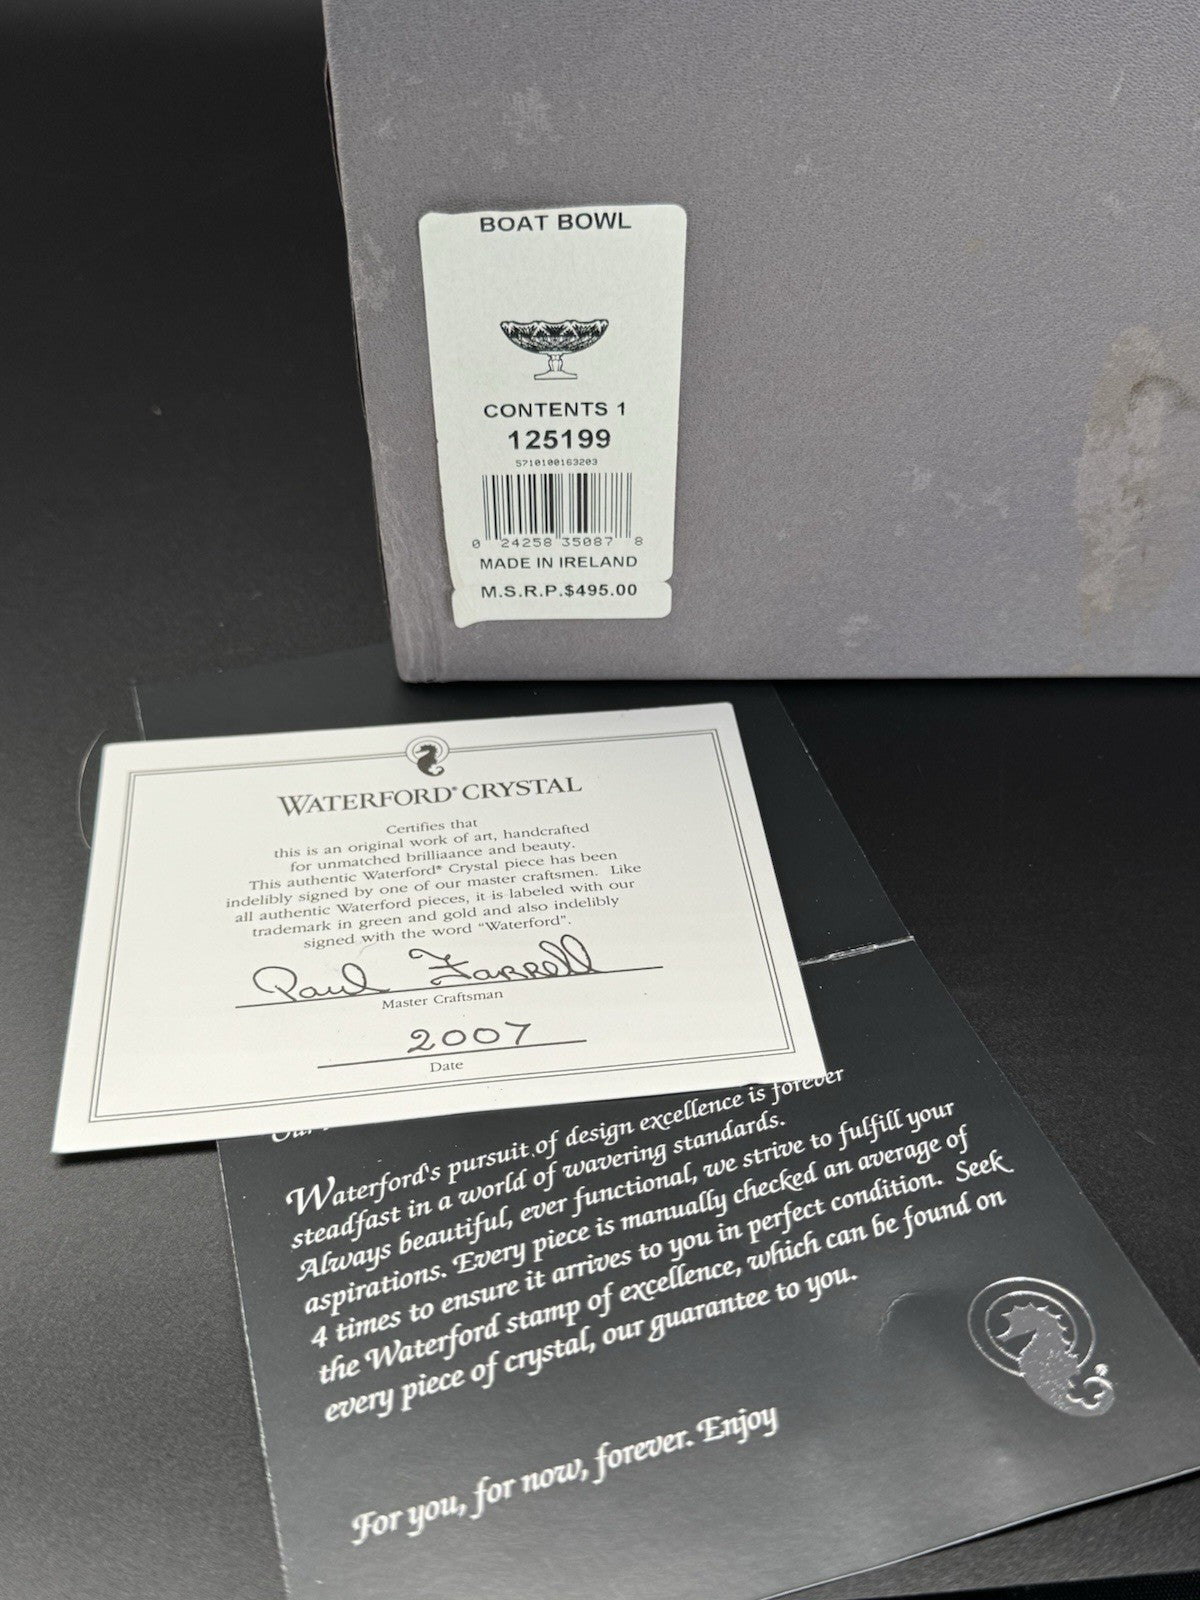 BOAT BOWL
CONTENTS 1
125199
5710100163203
0 24258 35087 8
MADE IN IRELAND
M.S.R.P.$495.00
WATERFORD® CRYSTAL
Certifies that
this is an original work of art, handcrafted
for unmatched brilliaance and beauty.
This authentic Waterford® Crystal piece has been
indelibly signed by one of our master craftsmen. Like
all authentic Waterford pieces, it is labeled with our
trademark in green and gold and also indelibly
signed with the word "Waterford".
Paul Farrell
Master Craftsman
2007
Date
Waterford's pursuit of design excellence is forever
steadfast in a world of wavering standards.
Always beautiful, ever functional, we strive to fulfill your
aspirations. Every piece is manually checked an average of
4 times to ensure it arrives to you in perfect condition. Seek
the Waterford stamp of excellence, which can be found on
every piece of crystal, our guarantee to you.
For you, for now, forever. Enjoy